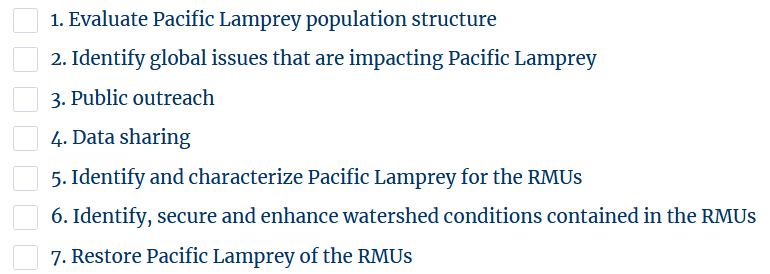 1. Evaluate Pacific Lamprey population structure
2. Identify global issues that are impacting Pacific Lamprey
3. Public outreach
4. Data sharing
5. Identify and characterize Pacific Lamprey for the RMUs
6. Identify, secure and enhance watershed conditions contained in the RMUs
7. Restore Pacific Lamprey of the RMUs